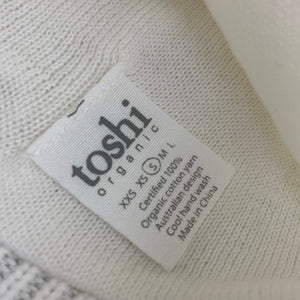 toshi
organic
XXS XS S M L
Certified 100%
Organic cotton yarn
Australian design
Cool hand wash
Made in China